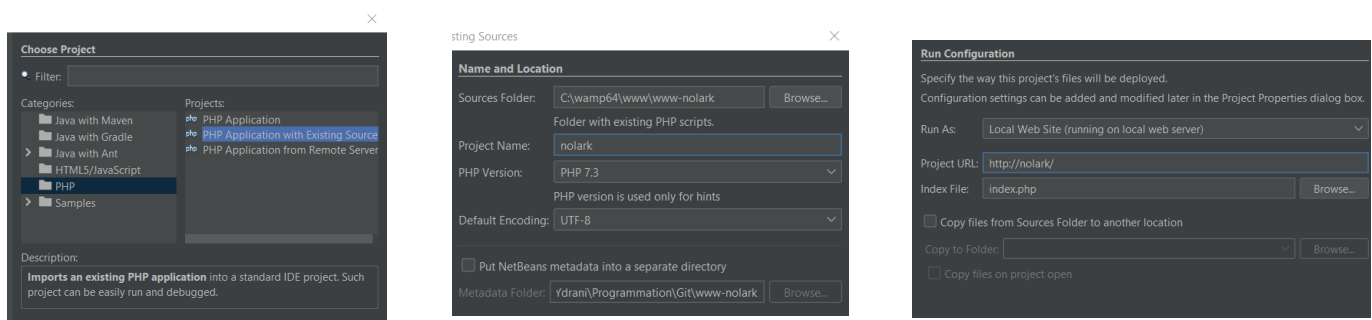 Choose Project
Filter:
Categories:
Projects:
Java with Maven
Java with Gradle
Java with Ant
HTML5/JavaScript
PHP
Samples
php PHP Application
php PHP Application with Existing Source
php PHP Application from Remote Server
Description:
Imports an existing PHP application into a standard IDE project. Such
project can be easily run and debugged.
sting Sources
Name and Location
Sources Folder: C:\wamp64\www\www-nolark Browse...
Folder with existing PHP scripts.
Project Name: nolark
PHP Version: PHP 7.3
PHP version is used only for hints
Default Encoding: UTF-8
Put NetBeans metadata into a separate directory
Metadata Folder: Ydrani\Programmation\Git\www-nolark Browse...
Run Configuration
Specify the way this project's files will be deployed.
Configuration settings can be added and modified later in the Project Properties dialog box.
Run As: Local Web Site (running on local web server)
Project URL: http://nolark/
Index File: index.php Browse...
Copy files from Sources Folder to another location
Copy to Folder: Browse...
Copy files on project open